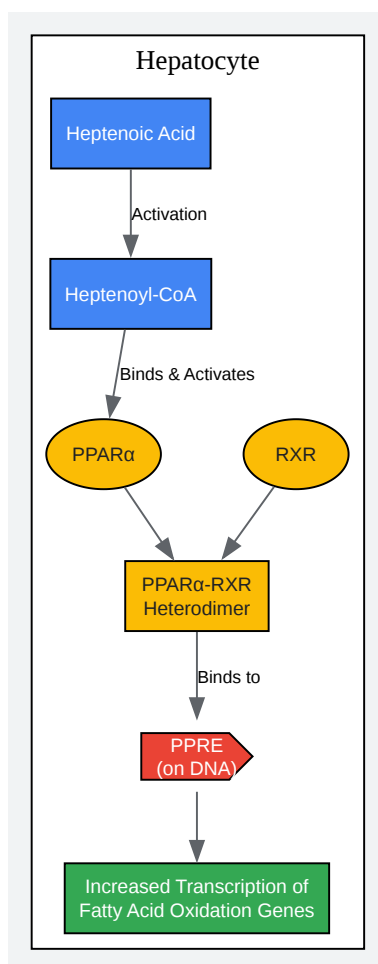 Hepatocyte
Heptenoic Acid
Activation
Heptenoyl-CoA
Binds & Activates
PPARα
RXR
PPARα-RXR
Heterodimer
Binds to
PPRE
(on DNA)
Increased Transcription of
Fatty Acid Oxidation Genes